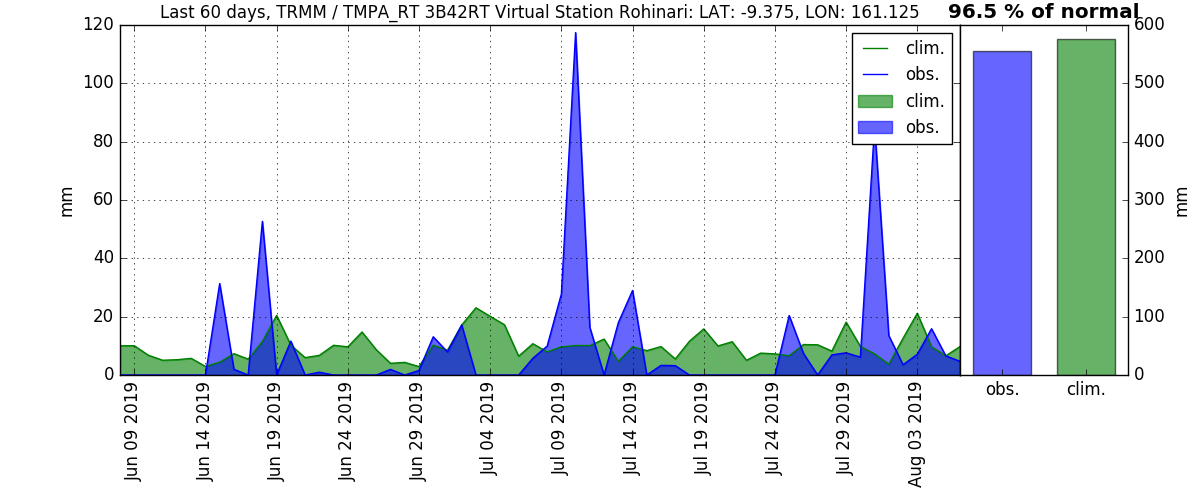 Last 60 days, TRMM / TMPA_RT 3B42RT Virtual Station Rohinari: LAT: -9.375, LON: 161.125
96.5 % of normal
120
100
80
60
40
20
0
mm
clim.
obs.
clim.
obs.
600
500
400
300
200
100
0
mm
Jun 09 2019
Jun 14 2019
Jun 19 2019
Jun 24 2019
Jun 29 2019
Jul 04 2019
Jul 09 2019
Jul 14 2019
Jul 19 2019
Jul 24 2019
Jul 29 2019
Aug 03 2019
obs.
clim.